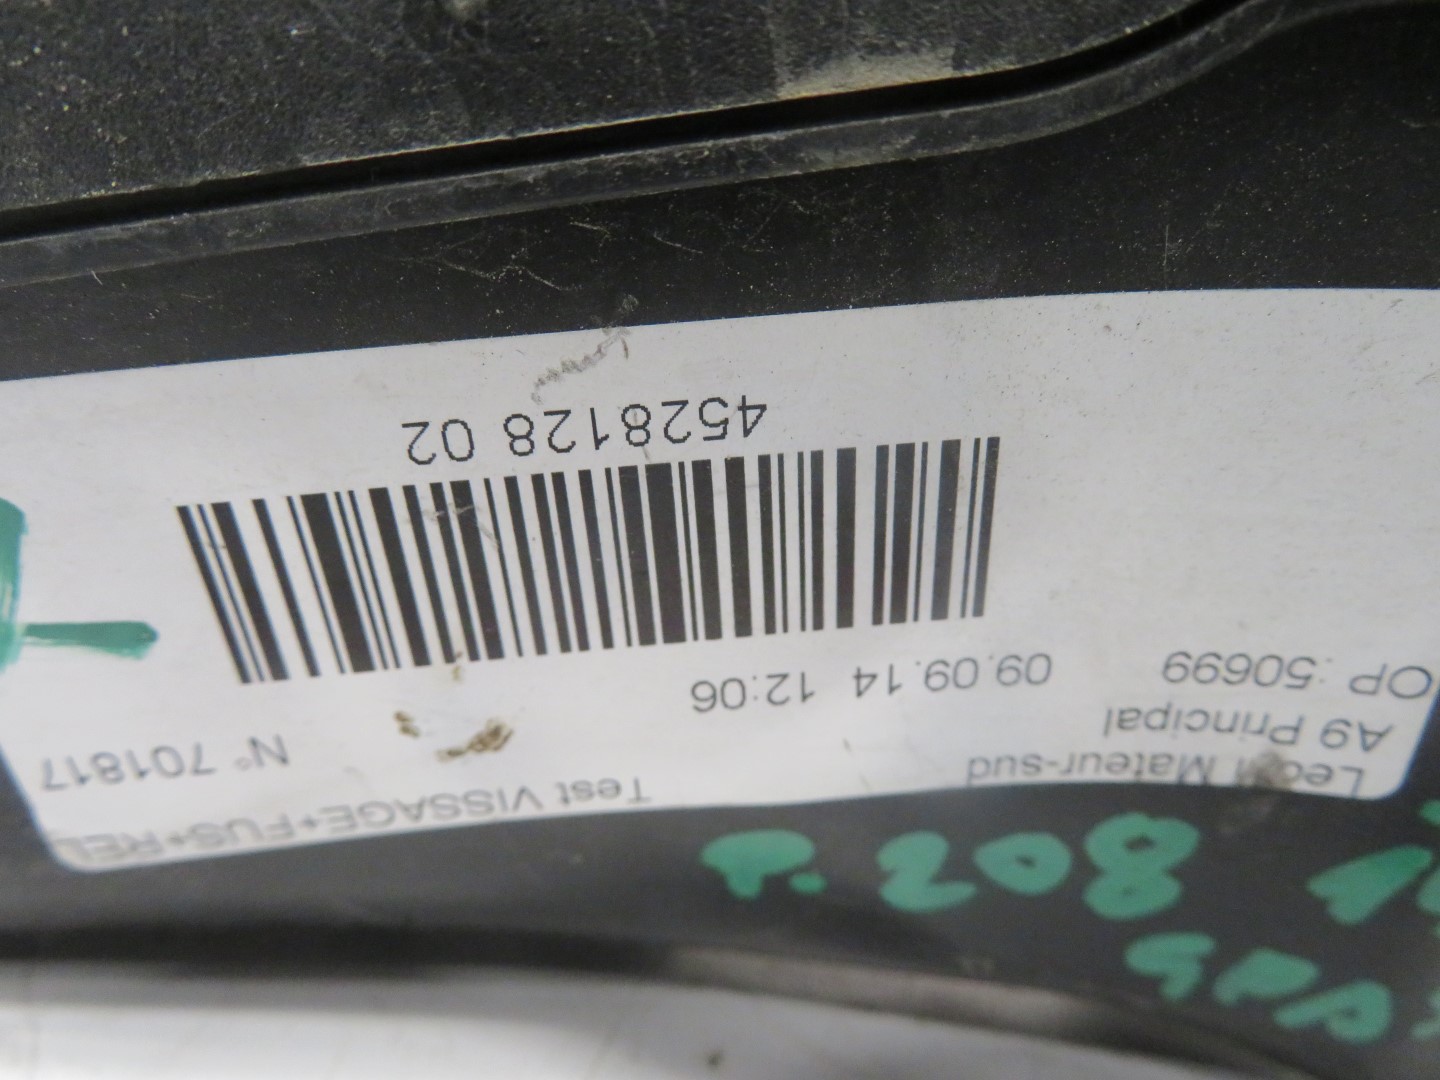 Test VISSAGE+FUS+REL
N° 701817
Leoni Mateur-sud
A9 Principal
OP : 50699
09.09.14 12:06
4528128 02